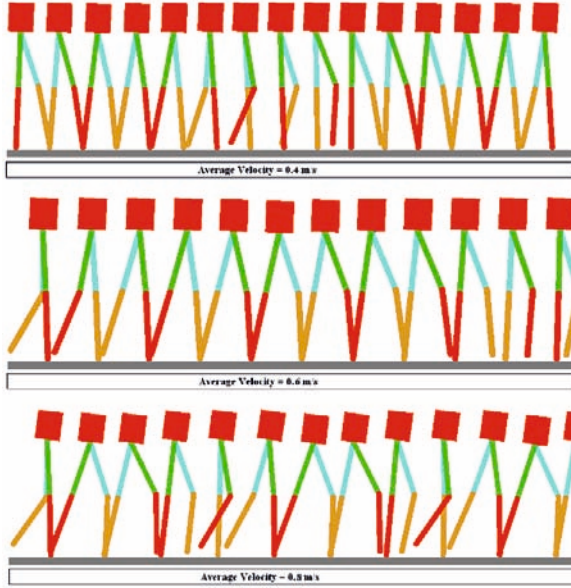 Average Velocity = 0.4 m/s
Average Velocity = 0.6 m/s
Average Velocity = 0.8 m/s